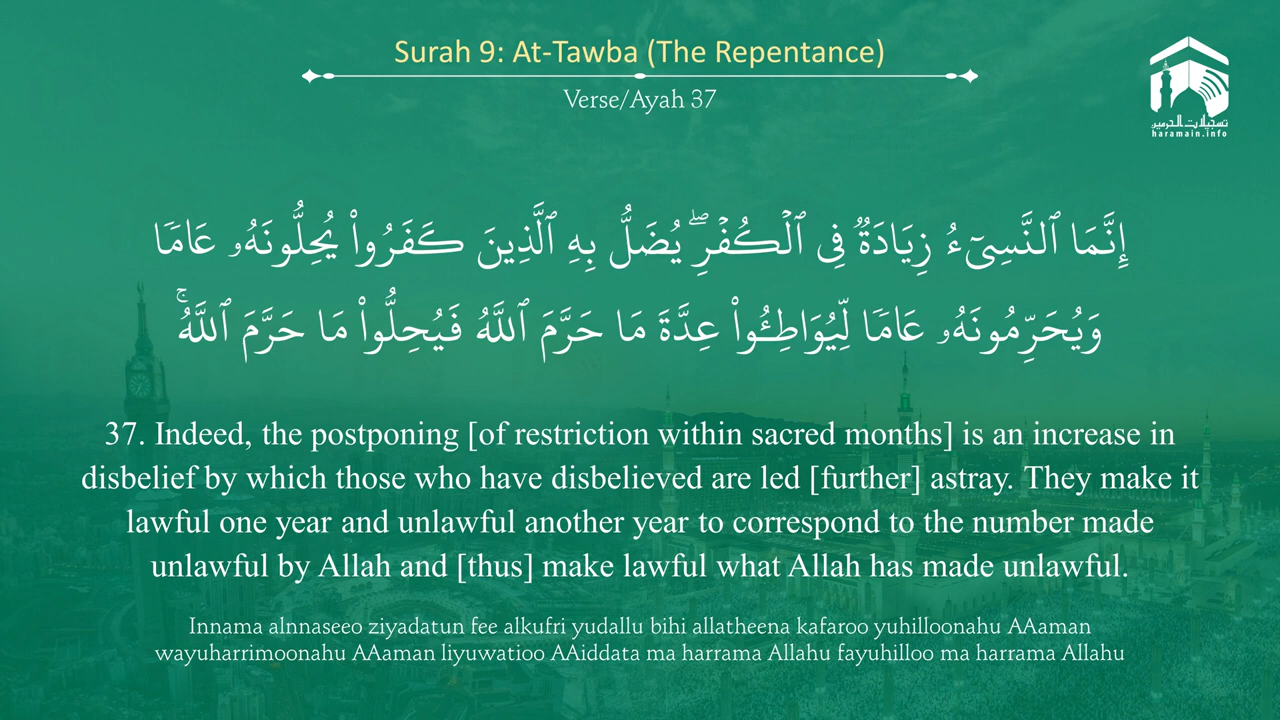 Surah 9: At-Tawba (The Repentance)
Verse/Ayah 37
تسجيلات الحرمين
haramain.info
إِنَّمَا ٱلنَّسِىٓءُ زِيَادَةٌ فِى ٱلْكُفْرِ ۖ يُضَلُّ بِهِ ٱلَّذِينَ كَفَرُوا۟ يُحِلُّونَهُۥ عَامًا
وَيُحَرِّمُونَهُۥ عَامًا لِّيُوَاطِـُٔوا۟ عِدَّةَ مَا حَرَّمَ ٱللَّهُ فَيُحِلُّوا۟ مَا حَرَّمَ ٱللَّهُ ۚ
37. Indeed, the postponing [of restriction within sacred months] is an increase in
disbelief by which those who have disbelieved are led [further] astray. They make it
lawful one year and unlawful another year to correspond to the number made
unlawful by Allah and [thus] make lawful what Allah has made unlawful.
Innama alnnaseeo ziyadatun fee alkufri yudallu bihi allatheena kafaroo yuhilloonahu AAaman
wayuharrimoonahu AAaman liyuwatioo AAiddata ma harrama Allahu fayuhilloo ma harrama Allahu